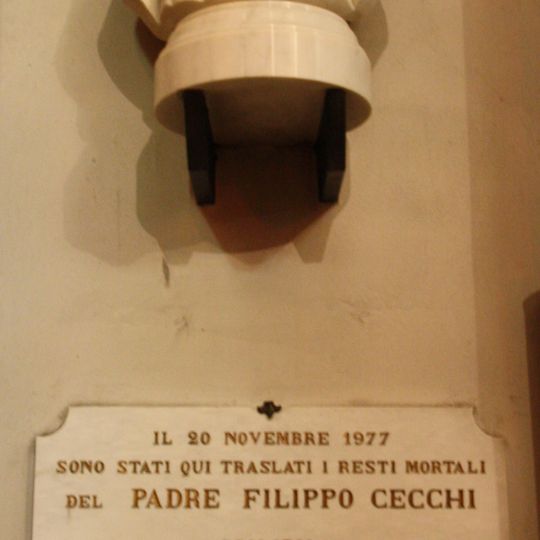 IL 20 NOVEMBRE 1977
SONO STATI QUI TRASLATI I RESTI MORTALI
DEL PADRE FILIPPO CECCHI